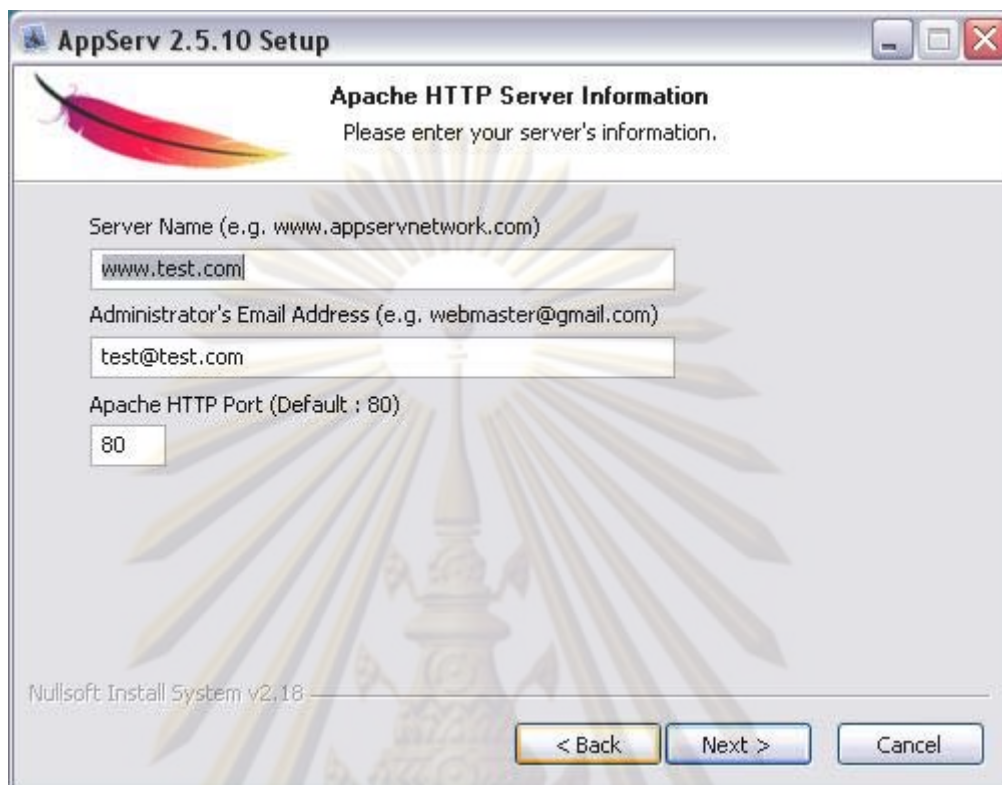 AppServ 2.5.10 Setup
Apache HTTP Server Information
Please enter your server's information.
Server Name (e.g. www.appservnetwork.com)
www.test.com
Administrator's Email Address (e.g. webmaster@gmail.com)
test@test.com
Apache HTTP Port (Default : 80)
80
Nullsoft Install System v2.18
< Back
Next >
Cancel